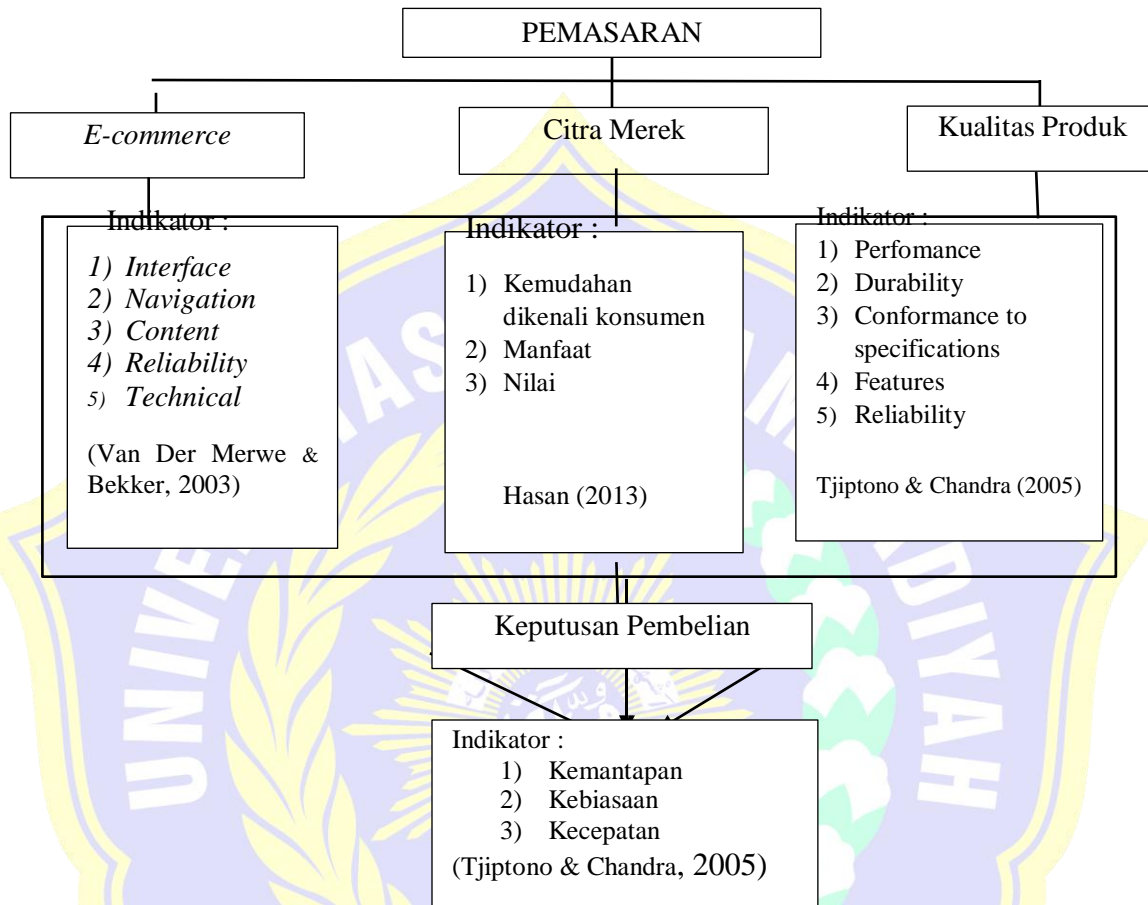 PEMASARAN
E-commerce
Citra Merek
Kualitas Produk
Indikator :
1) Interface
2) Navigation
3) Content
4) Reliability
5) Technical
(Van Der Merwe &
Bekker, 2003)
Indikator :
1) Kemudahan
dikenali konsumen
2) Manfaat
3) Nilai
Hasan (2013)
Indikator :
1) Perfomance
2) Durability
3) Conformance to
specifications
4) Features
5) Reliability
Tjiptono & Chandra (2005)
Keputusan Pembelian
Indikator :
1) Kemantapan
2) Kebiasaan
3) Kecepatan
(Tjiptono & Chandra, 2005)